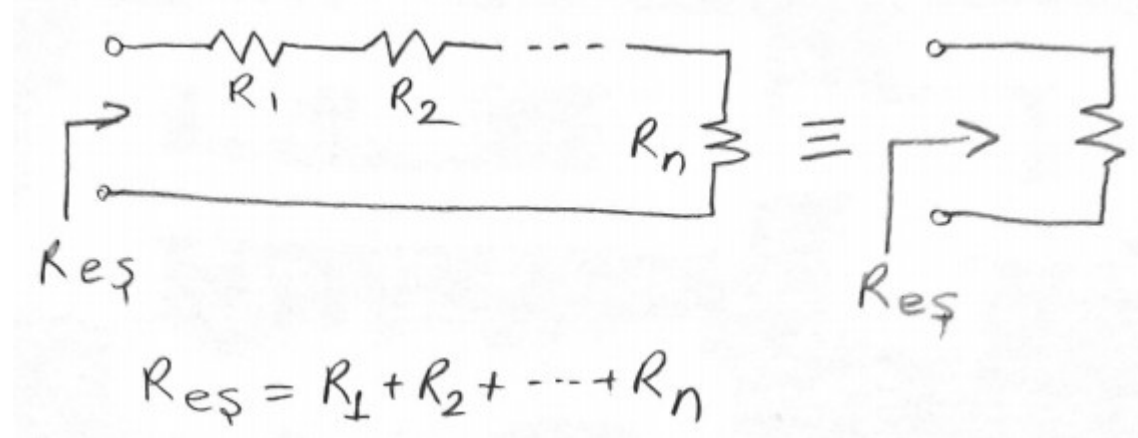 R1 R2
Rn ≡
Reş Reş
Reş = R1 + R2 + ---- + Rn